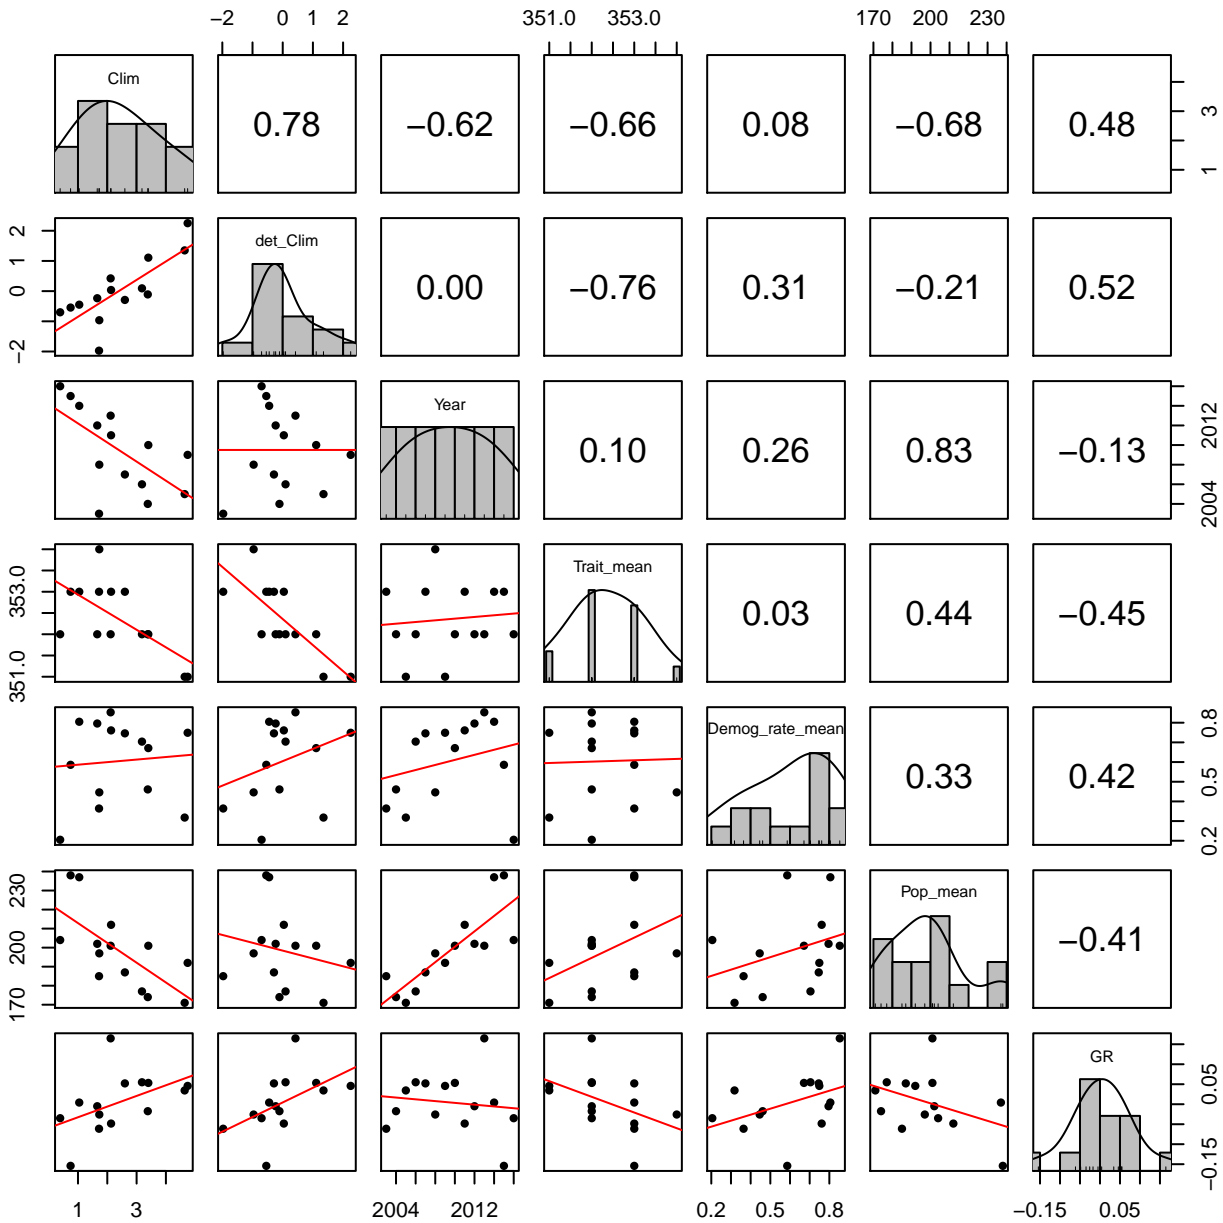 −2 0 1 2 351.0 353.0 170 200 230
Clim 0.78 −0.62 −0.66 0.08 −0.68 0.48 1 3
−2 0 1 2 det_Clim 0.00 −0.76 0.31 −0.21 0.52
Year 0.10 0.26 0.83 −0.13 2004 2012
351.0 353.0 Trait_mean 0.03 0.44 −0.45
Demog_rate_mean 0.33 0.42 0.2 0.5 0.8
170 200 230 Pop_mean −0.41
GR −0.15 0.05
1 3 2004 2012 0.2 0.5 0.8 −0.15 0.05